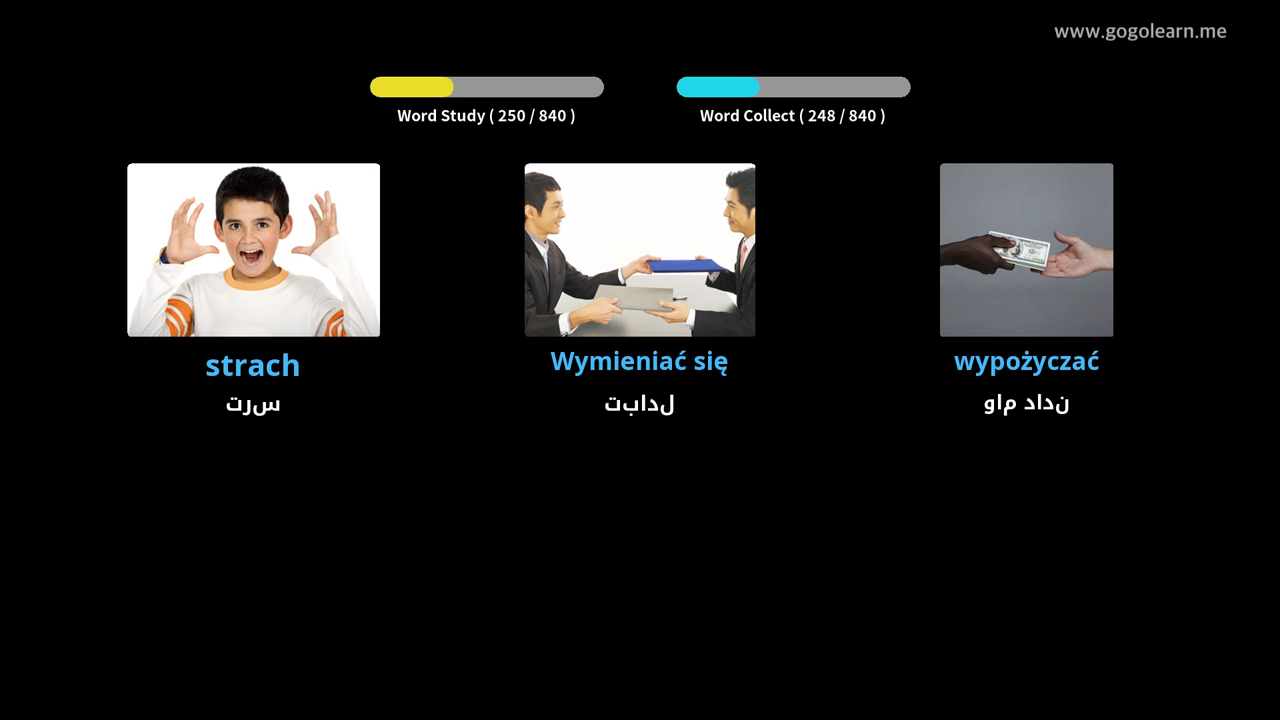 www.gogolearn.me
Word Study ( 250 / 840 )
Word Collect ( 248 / 840 )
strach
سرت
Wymieniać się
لدابت
wypożyczać
نداد ماو